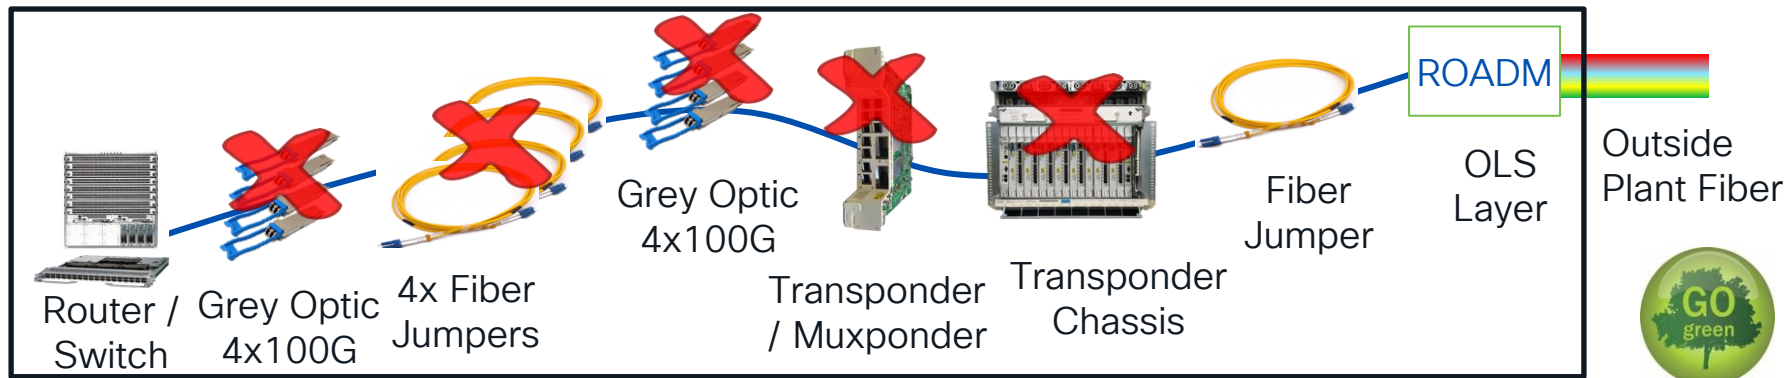 Router /
Switch
Grey Optic
4x100G
4x Fiber
Jumpers
Grey Optic
4x100G
Transponder
/ Muxponder
Transponder
Chassis
Fiber
Jumper
ROADM
OLS
Layer
Outside
Plant Fiber
GO
green